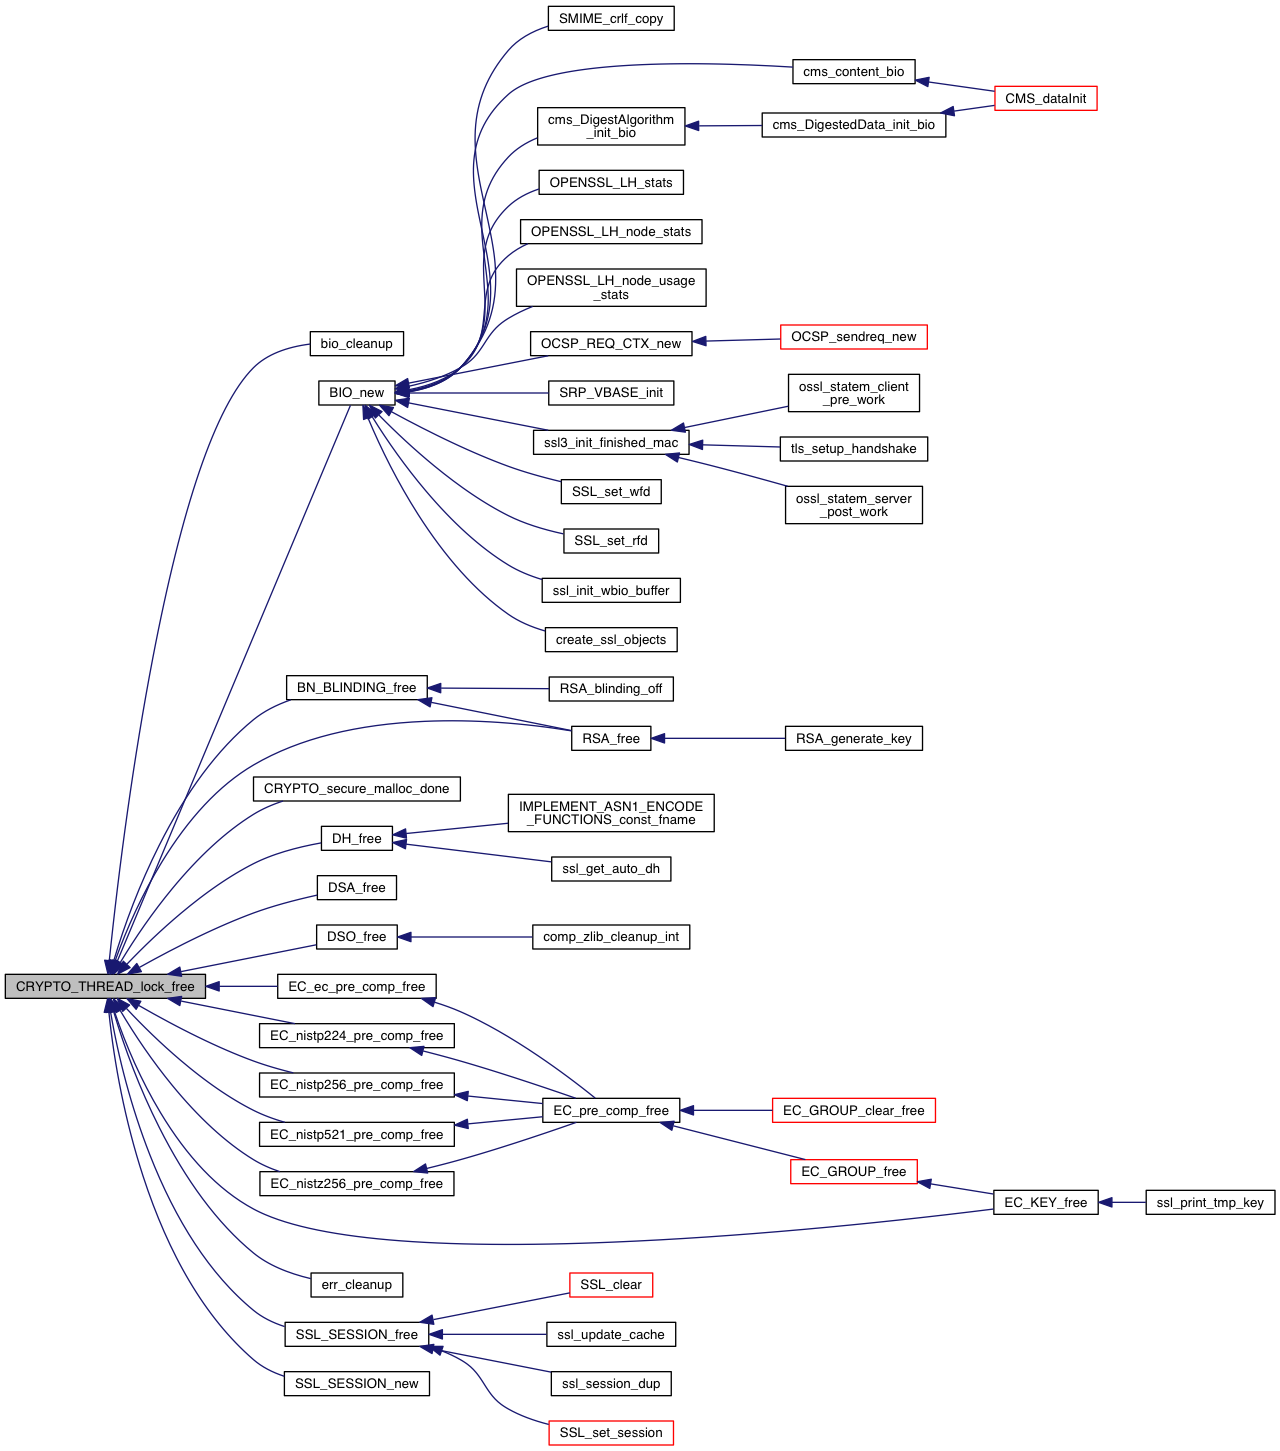 SMIME_crlf_copy
cms_content_bio
CMS_dataInit
cms_DigestAlgorithm
_init_bio
cms_DigestedData_init_bio
OPENSSL_LH_stats
OPENSSL_LH_node_stats
OPENSSL_LH_node_usage
_stats
bio_cleanup
OCSP_REQ_CTX_new
OCSP_sendreq_new
BIO_new
SRP_VBASE_init
ossl_statem_client
_pre_work
ssl3_init_finished_mac
tls_setup_handshake
SSL_set_wfd
ossl_statem_server
_post_work
SSL_set_rfd
ssl_init_wbio_buffer
create_ssl_objects
BN_BLINDING_free
RSA_blinding_off
RSA_free
RSA_generate_key
CRYPTO_secure_malloc_done
IMPLEMENT_ASN1_ENCODE
_FUNCTIONS_const_fname
DH_free
ssl_get_auto_dh
DSA_free
DSO_free
comp_zlib_cleanup_int
CRYPTO_THREAD_lock_free
EC_ec_pre_comp_free
EC_nistp224_pre_comp_free
EC_nistp256_pre_comp_free
EC_pre_comp_free
EC_GROUP_clear_free
EC_nistp521_pre_comp_free
EC_GROUP_free
EC_nistz256_pre_comp_free
EC_KEY_free
ssl_print_tmp_key
err_cleanup
SSL_clear
SSL_SESSION_free
ssl_update_cache
SSL_SESSION_new
ssl_session_dup
SSL_set_session